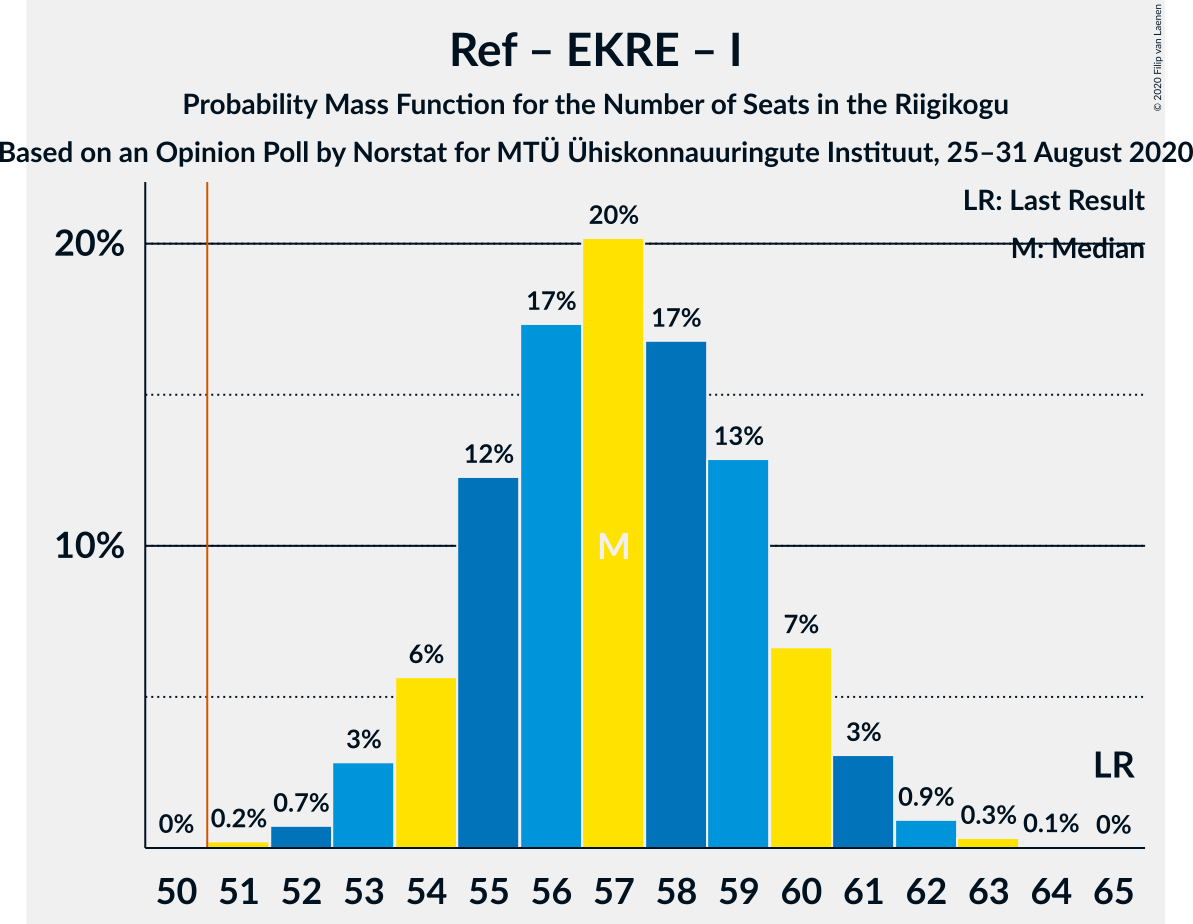 Ref – EKRE – I
Probability Mass Function for the Number of Seats in the Riigikogu
Based on an Opinion Poll by Norstat for MTÜ Ühiskonnauuringute Instituut, 25–31 August 2020
© 2020 Filip van Laenen
LR: Last Result
M: Median
20%
10%
0% 0.2% 0.7% 3% 6% 12% 17% 20% 17% 13% 7% 3% 0.9% 0.3% 0.1% 0%
M
LR
50 51 52 53 54 55 56 57 58 59 60 61 62 63 64 65